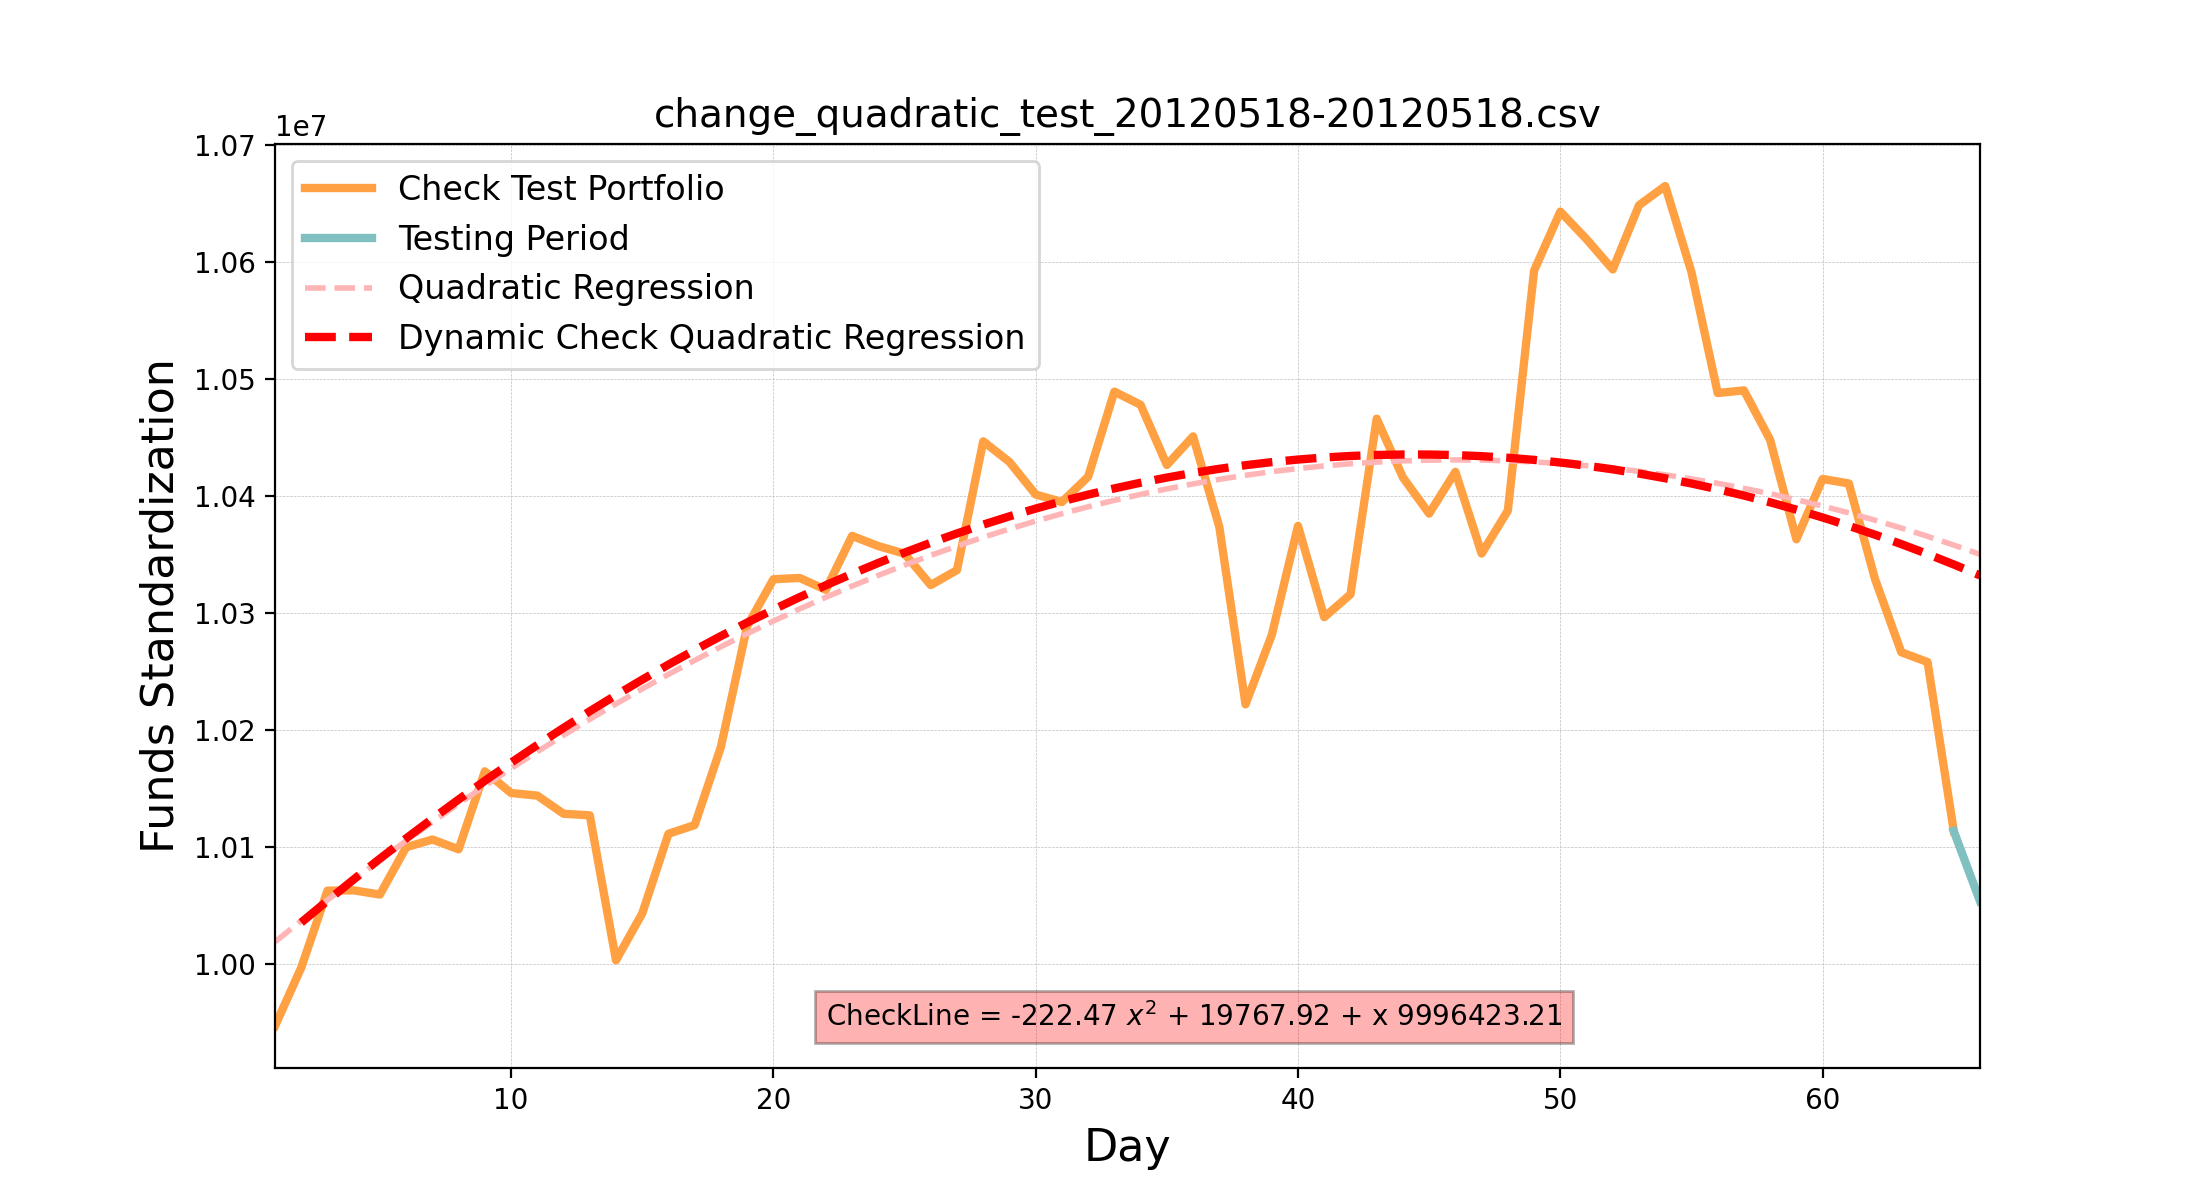 change_quadratic_test_20120518-20120518.csv
1e7
Check Test Portfolio
Testing Period
Quadratic Regression
Dynamic Check Quadratic Regression
Funds Standardization
1.07
1.06
1.05
1.04
1.03
1.02
1.01
1.00
CheckLine = -222.47 x² + 19767.92 + x 9996423.21
10 20 30 40 50 60
Day